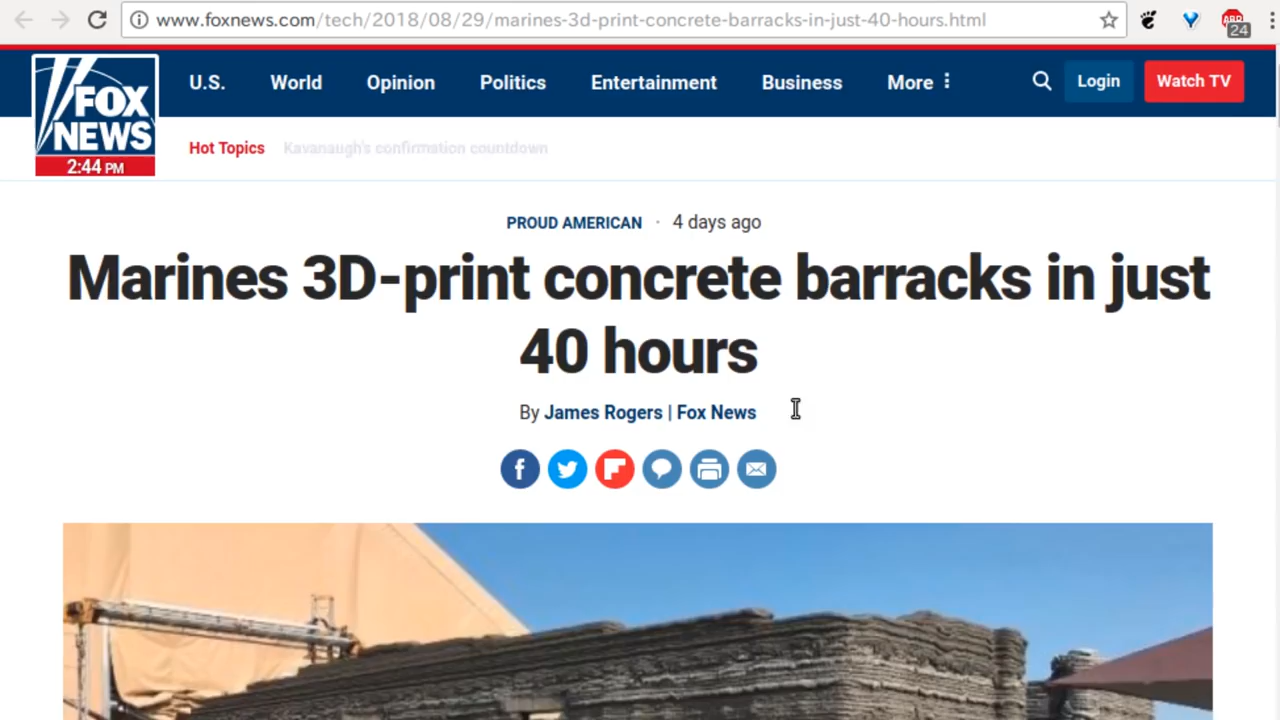 www.foxnews.com/tech/2018/08/29/marines-3d-print-concrete-barracks-in-just-40-hours.html
ABP
24
FOX
NEWS
2:44 PM
U.S. World Opinion Politics Entertainment Business More Login Watch TV
Hot Topics Kavanaugh's confirmation countdown
PROUD AMERICAN · 4 days ago
Marines 3D-print concrete barracks in just
40 hours
By James Rogers | Fox News